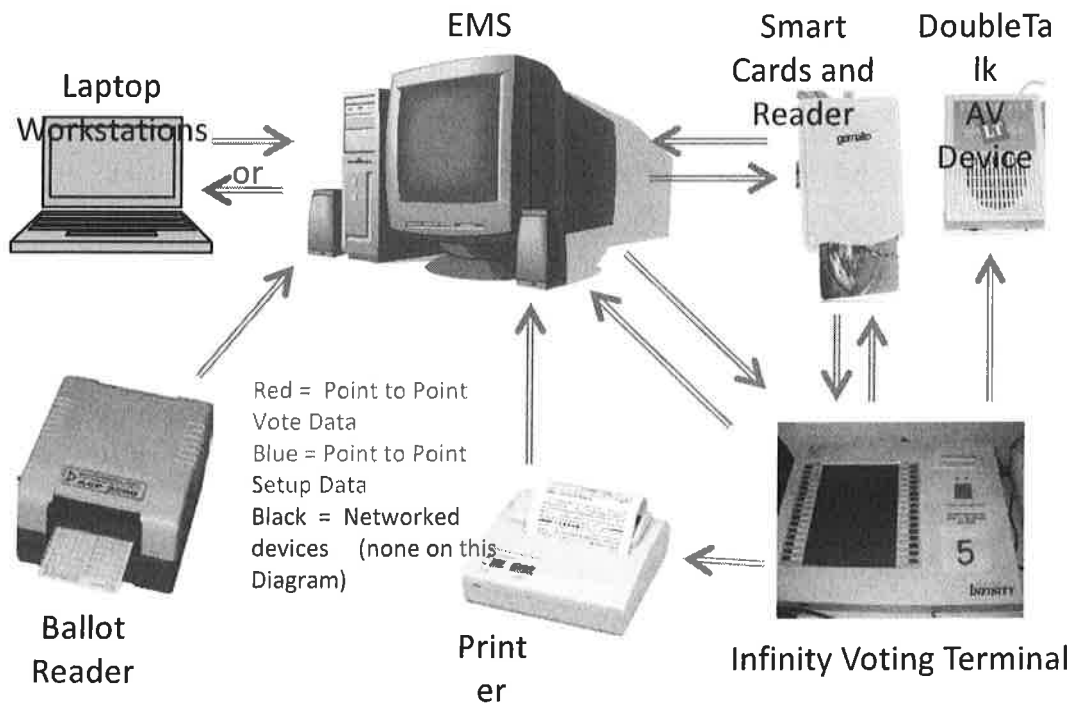 EMS
Smart
Cards and
Reader
DoubleTa
lk
AV
Device
Laptop
Workstations
or
gemalto
Red = Point to Point
Vote Data
Blue = Point to Point
Setup Data
Black = Networked
devices (none on this
Diagram)
5
INFINITY
Ballot
Reader
Print
er
Infinity Voting Terminal